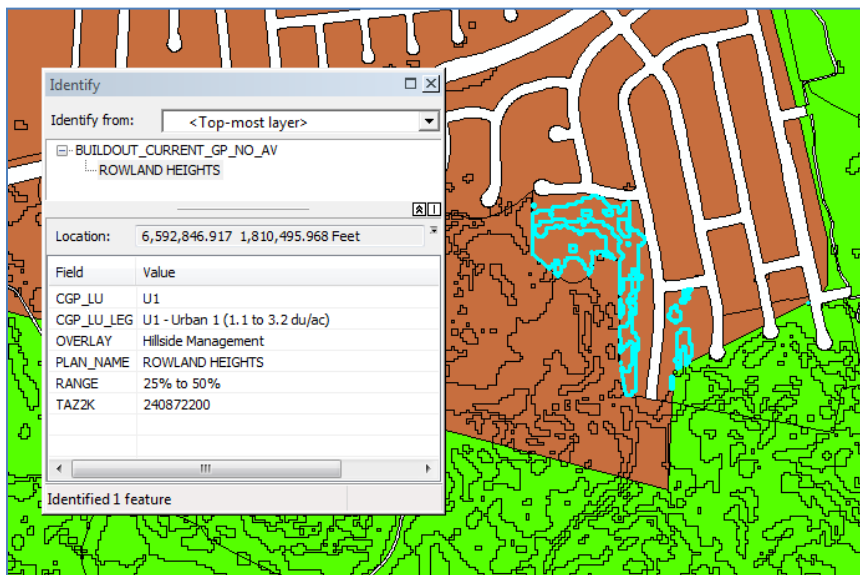 Identify
Identify from: <Top-most layer>
BUILDOUT_CURRENT_GP_NO_AV
ROWLAND HEIGHTS
Location: 6,592,846.917 1,810,495.968 Feet
Field Value
CGP_LU U1
CGP_LU_LEG U1 - Urban 1 (1.1 to 3.2 du/ac)
OVERLAY Hillside Management
PLAN_NAME ROWLAND HEIGHTS
RANGE 25% to 50%
TAZ2K 240872200
Identified 1 feature